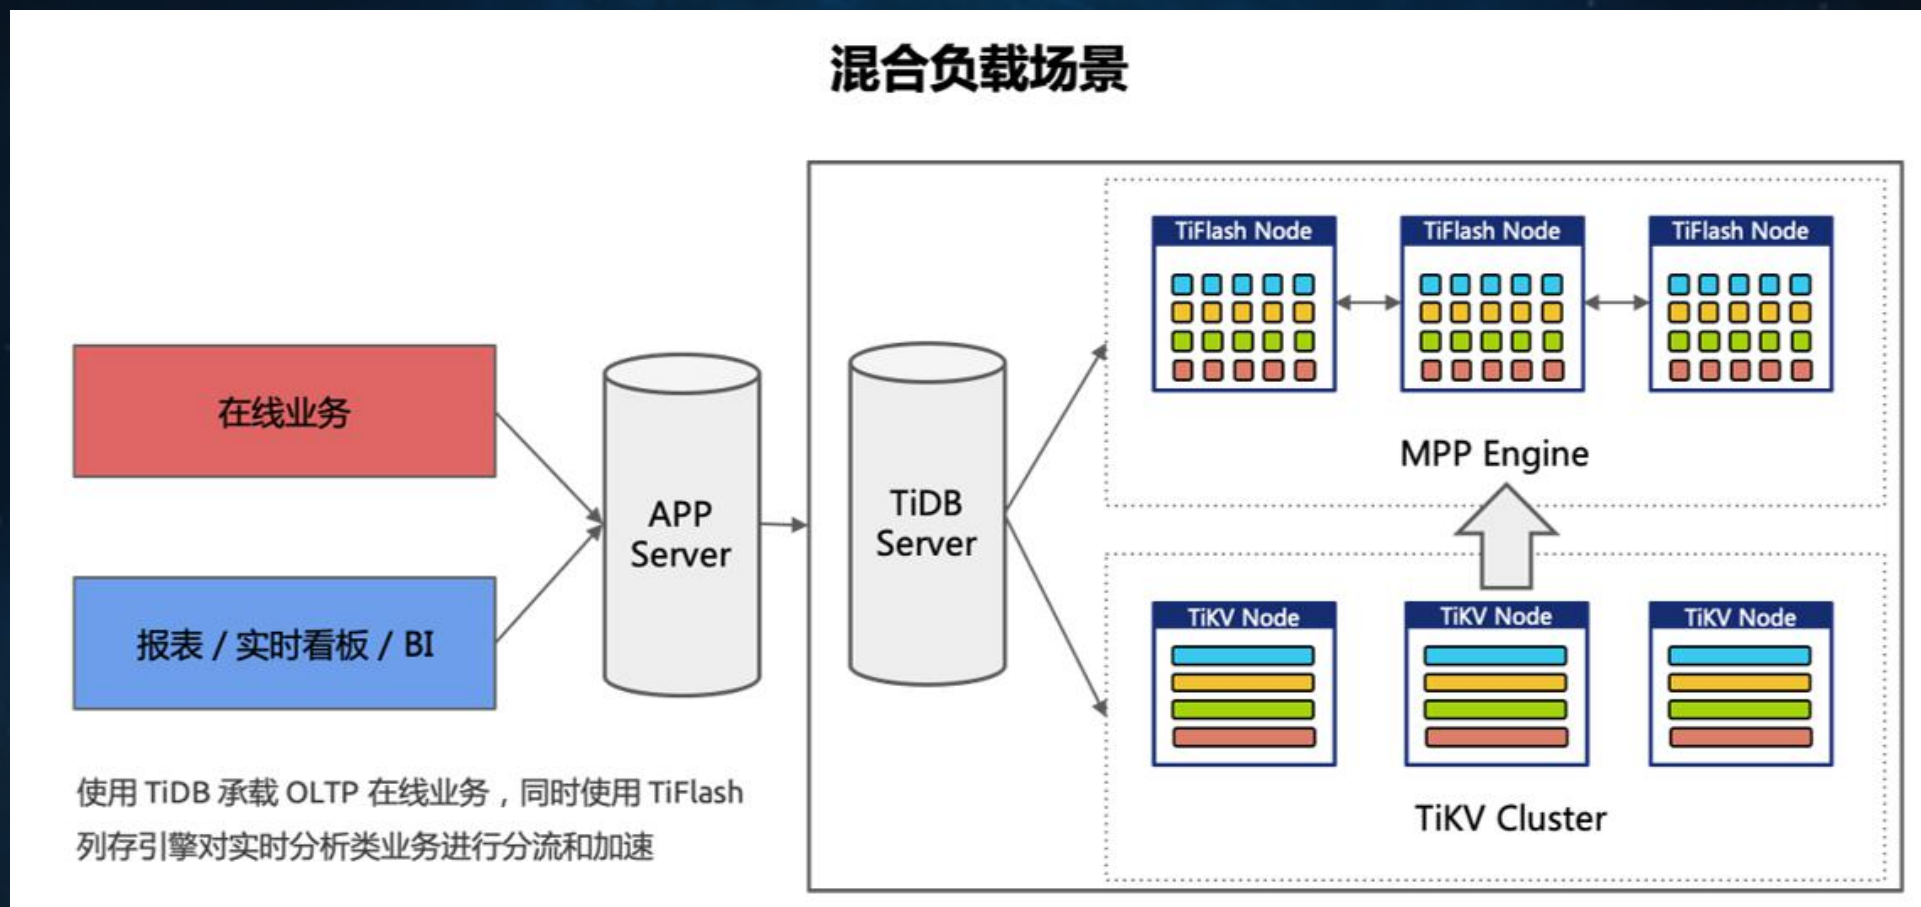 混合负载场景
在线业务
报表 / 实时看板 / BI
使用 TiDB 承载 OLTP 在线业务，同时使用 TiFlash
列存引擎对实时分析类业务进行分流和加速
APP
Server
TiDB
Server
TiFlash Node
TiFlash Node
TiFlash Node
MPP Engine
TiKV Node
TiKV Node
TiKV Node
TiKV Cluster